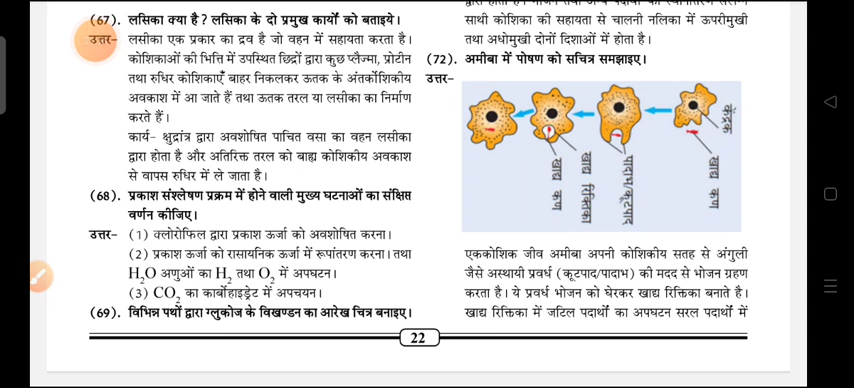 (67). लसिका क्या है? लसिका के दो प्रमुख कार्यों को बताइये।
उत्तर- लसीका एक प्रकार का द्रव है जो वहन में सहायता करता है।
कोशिकाओं की भित्ति में उपस्थित छिद्रों द्वारा कुछ प्लैज्मा, प्रोटीन
तथा रुधिर कोशिकाएँ बाहर निकलकर ऊतक के अंतर्कोशिकीय
अवकाश में आ जाते हैं तथा ऊतक तरल या लसीका का निर्माण
करते हैं।
कार्य- क्षुद्रांत्र द्वारा अवशोषित पाचित वसा का वहन लसीका
द्वारा होता है और अतिरिक्त तरल को बाह्य कोशिकीय अवकाश
से वापस रुधिर में ले जाता है।
(68). प्रकाश संश्लेषण प्रक्रम में होने वाली मुख्य घटनाओं का संक्षिप्त
वर्णन कीजिए।
उत्तर- (1) क्लोरोफिल द्वारा प्रकाश ऊर्जा को अवशोषित करना।
(2) प्रकाश ऊर्जा को रासायनिक ऊर्जा में रूपांतरण करना। तथा
H₂O अणुओं का H₂ तथा O₂ में अपघटन।
(3) CO₂ का कार्बोहाइड्रेट में अपचयन।
(69). विभिन्न पथों द्वारा ग्लुकोज के विखण्डन का आरेख चित्र बनाइए।
साथी कोशिका की सहायता से चालनी नलिका में ऊपरीमुखी
तथा अधोमुखी दोनों दिशाओं में होता है।
(72). अमीबा में पोषण को सचित्र समझाइए।
उत्तर-
केंद्रक
खाद्य कण
पादाभ/कूटपाद
खाद्य रिक्तिका
खाद्य कण
एककोशिक जीव अमीबा अपनी कोशिकीय सतह से अंगुली
जैसे अस्थायी प्रवर्ध (कूटपाद/पादाभ) की मदद से भोजन ग्रहण
करता है। ये प्रवर्ध भोजन को घेरकर खाद्य रिक्तिका बनाते है।
खाद्य रिक्तिका में जटिल पदार्थों का अपघटन सरल पदार्थों में
22